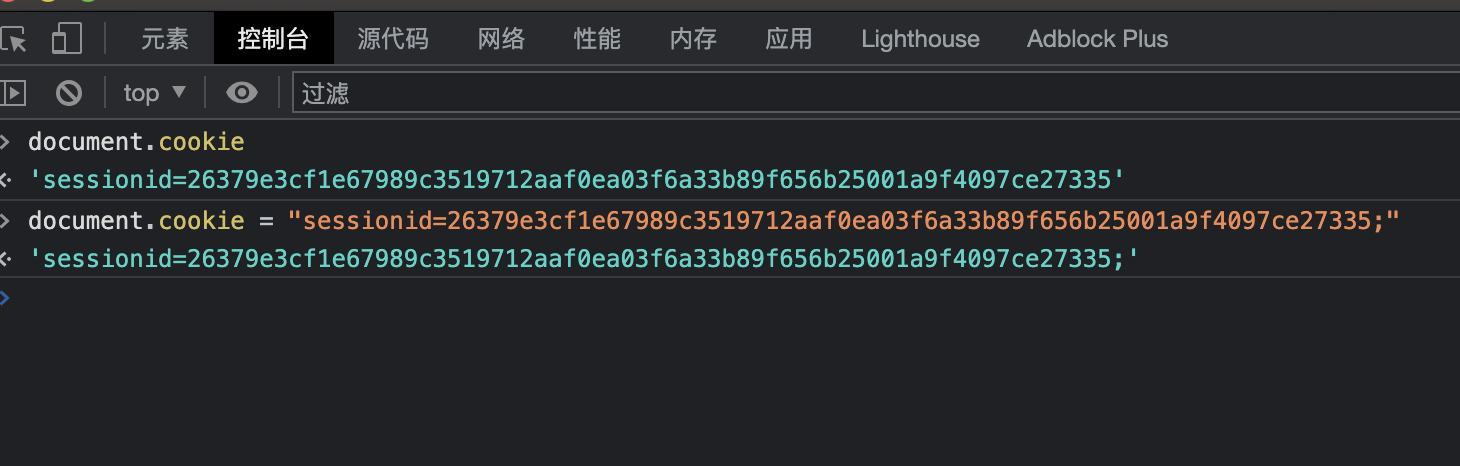 元素 控制台 源代码 网络 性能 内存 应用 Lighthouse Adblock Plus
top ▼ 过滤
> document.cookie
<· 'sessionid=26379e3cf1e67989c3519712aaf0ea03f6a33b89f656b25001a9f4097ce27335'
> document.cookie = "sessionid=26379e3cf1e67989c3519712aaf0ea03f6a33b89f656b25001a9f4097ce27335;"
<· 'sessionid=26379e3cf1e67989c3519712aaf0ea03f6a33b89f656b25001a9f4097ce27335;'
>